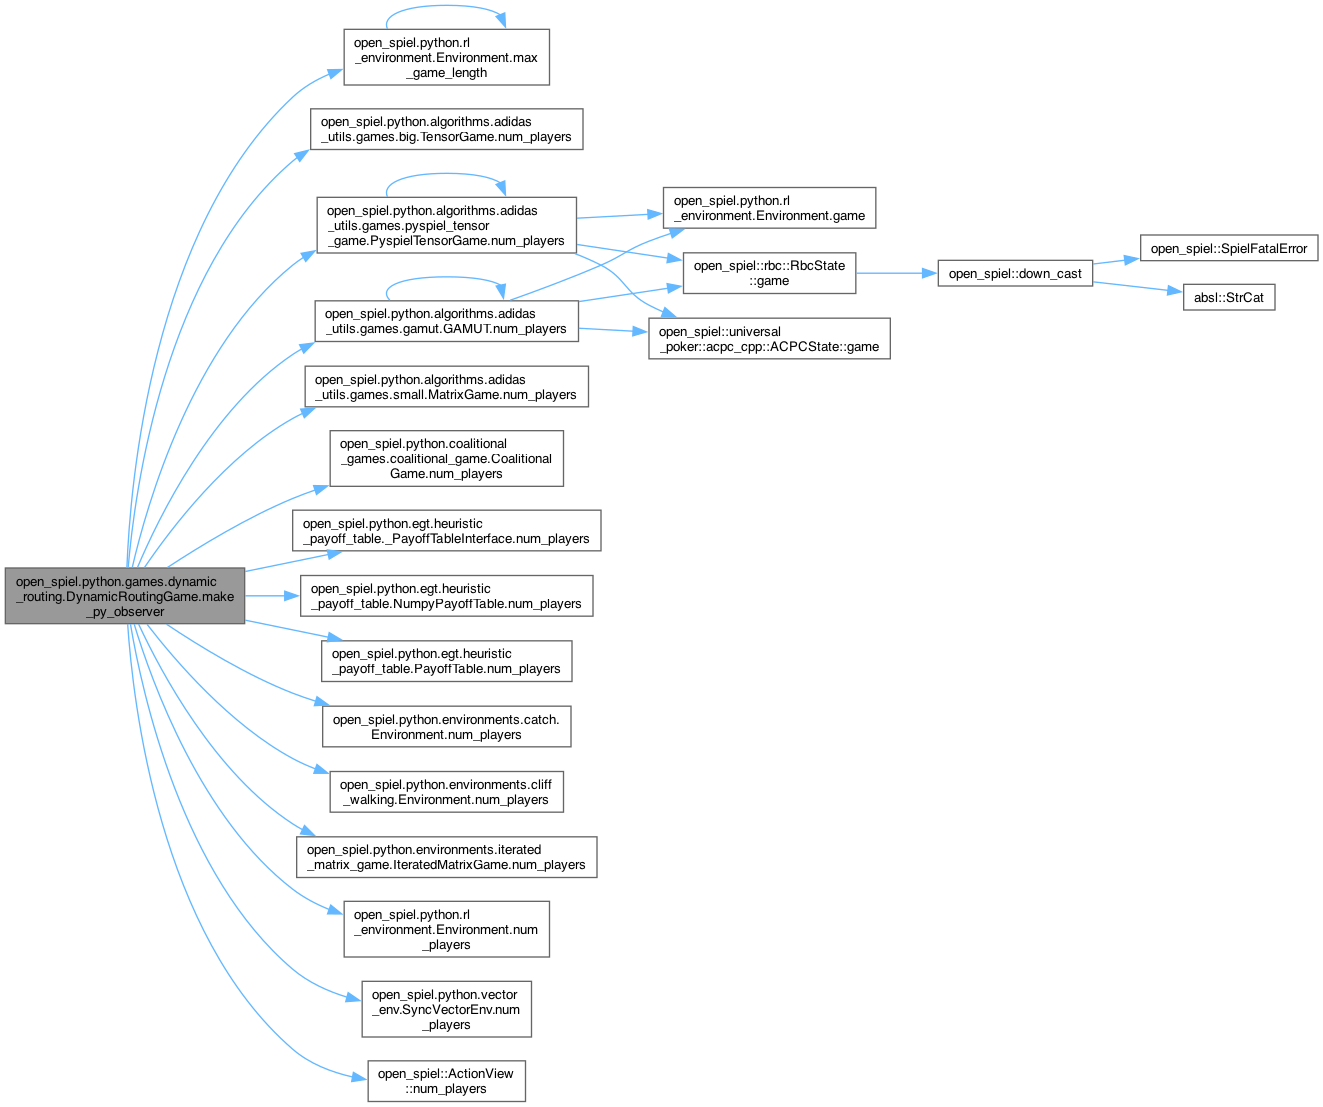 open_spiel.python.rl
_environment.Environment.max
_game_length
open_spiel.python.algorithms.adidas
_utils.games.big.TensorGame.num_players
open_spiel.python.algorithms.adidas
_utils.games.pyspiel_tensor
_game.PyspielTensorGame.num_players
open_spiel.python.rl
_environment.Environment.game
open_spiel::rbc::RbcState
::game
open_spiel::down_cast
open_spiel::SpielFatalError
absl::StrCat
open_spiel.python.algorithms.adidas
_utils.games.gamut.GAMUT.num_players
open_spiel::universal
_poker::acpc_cpp::ACPCState::game
open_spiel.python.algorithms.adidas
_utils.games.small.MatrixGame.num_players
open_spiel.python.coalitional
_games.coalitional_game.Coalitional
Game.num_players
open_spiel.python.egt.heuristic
_payoff_table._PayoffTableInterface.num_players
open_spiel.python.games.dynamic
_routing.DynamicRoutingGame.make
_py_observer
open_spiel.python.egt.heuristic
_payoff_table.NumpyPayoffTable.num_players
open_spiel.python.egt.heuristic
_payoff_table.PayoffTable.num_players
open_spiel.python.environments.catch.
Environment.num_players
open_spiel.python.environments.cliff
_walking.Environment.num_players
open_spiel.python.environments.iterated
_matrix_game.IteratedMatrixGame.num_players
open_spiel.python.rl
_environment.Environment.num
_players
open_spiel.python.vector
_env.SyncVectorEnv.num
_players
open_spiel::ActionView
::num_players